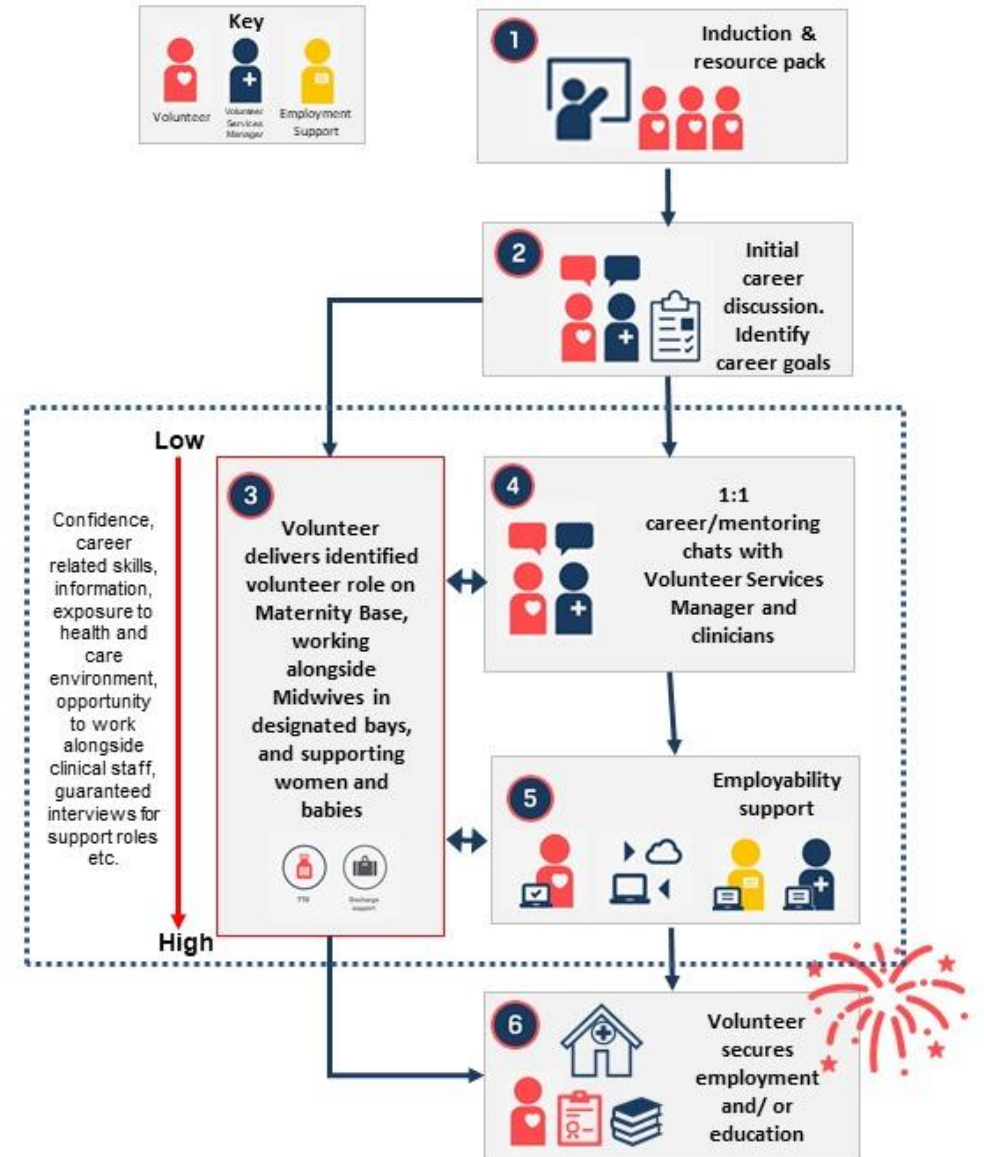 Key
Volunteer
Volunteer
Services
Manager
Employment
Support
1
Induction &
resource pack
2
Initial
career
discussion.
Identify
career goals
Low
Confidence,
career
related skills,
information,
exposure to
health and
care
environment,
opportunity
to work
alongside
clinical staff,
guaranteed
interviews for
support roles
etc.
High
3
Volunteer
delivers identified
volunteer role on
Maternity Base,
working
alongside
Midwives in
designated bays,
and supporting
women and
babies
Discharge
support
4
1:1
career/mentoring
chats with
Volunteer Services
Manager and
clinicians
5
Employability
support
6
Volunteer
secures
employment
and/ or
education